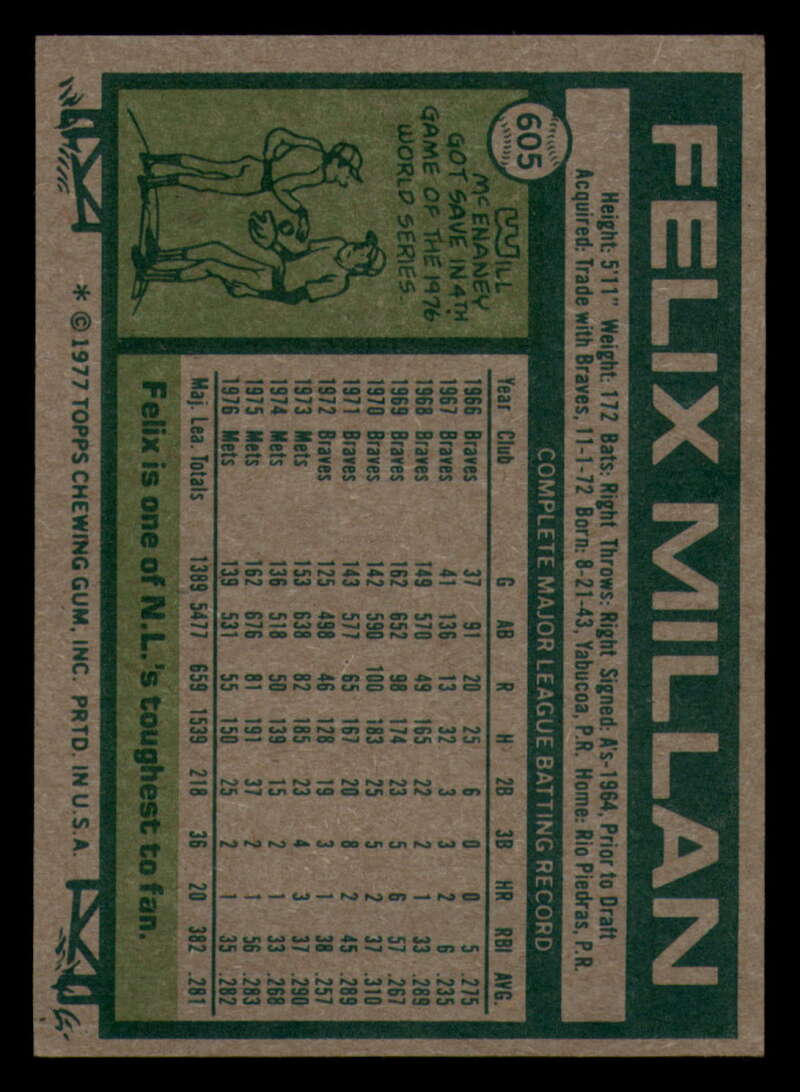 FELIX MILLAN
Height: 5'11" Weight: 172 Bats: Right Throws: Right Signed: A's-1964, Prior to Draft
Acquired: Trade with Braves, 11-1-72 Born: 8-21-43, Yabucoa, P.R. Home: Rio Piedras, P.R.
605
WILL
McENANEY
GOT SAVE IN 4TH
GAME OF THE 1976
WORLD SERIES.
COMPLETE MAJOR LEAGUE BATTING RECORD
Year Club G AB R H 2B 3B HR RBI AVG.
1966 Braves 37 91 20 25 6 0 0 5 .275
1967 Braves 41 136 13 32 3 3 2 6 .235
1968 Braves 149 570 49 165 22 2 1 33 .289
1969 Braves 162 652 98 174 23 5 6 57 .267
1970 Braves 142 590 100 183 25 5 2 37 .310
1971 Braves 143 577 65 167 20 8 2 45 .289
1972 Braves 125 498 46 128 19 3 1 38 .257
1973 Mets 153 638 82 185 23 4 3 37 .290
1974 Mets 136 518 50 139 15 2 1 33 .268
1975 Mets 162 676 81 191 37 2 1 56 .283
1976 Mets 139 531 55 150 25 2 1 35 .282
Maj. Lea. Totals 1389 5477 659 1539 218 36 20 382 .281
Felix is one of N.L.'s toughest to fan.
* © 1977 TOPPS CHEWING GUM, INC. PRTD. IN U.S.A.